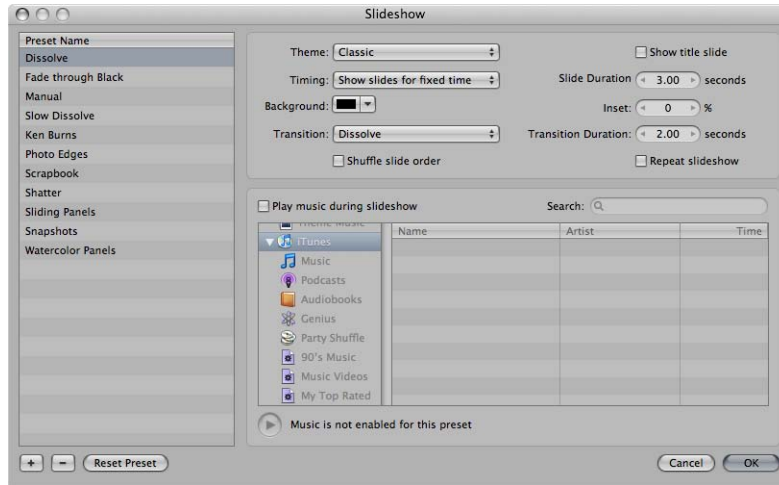 Slideshow
Preset Name
Dissolve
Fade through Black
Manual
Slow Dissolve
Ken Burns
Photo Edges
Scrapbook
Shatter
Sliding Panels
Snapshots
Watercolor Panels
+ - Reset Preset
Theme: Classic
Show title slide
Timing: Show slides for fixed time
Slide Duration 3.00 seconds
Background:
Inset: 0 %
Transition: Dissolve
Transition Duration: 2.00 seconds
Shuffle slide order
Repeat slideshow
Play music during slideshow
Search:
Theme Music
iTunes
Music
Podcasts
Audiobooks
Genius
Party Shuffle
90's Music
Music Videos
My Top Rated
Name Artist Time
Music is not enabled for this preset
Cancel OK